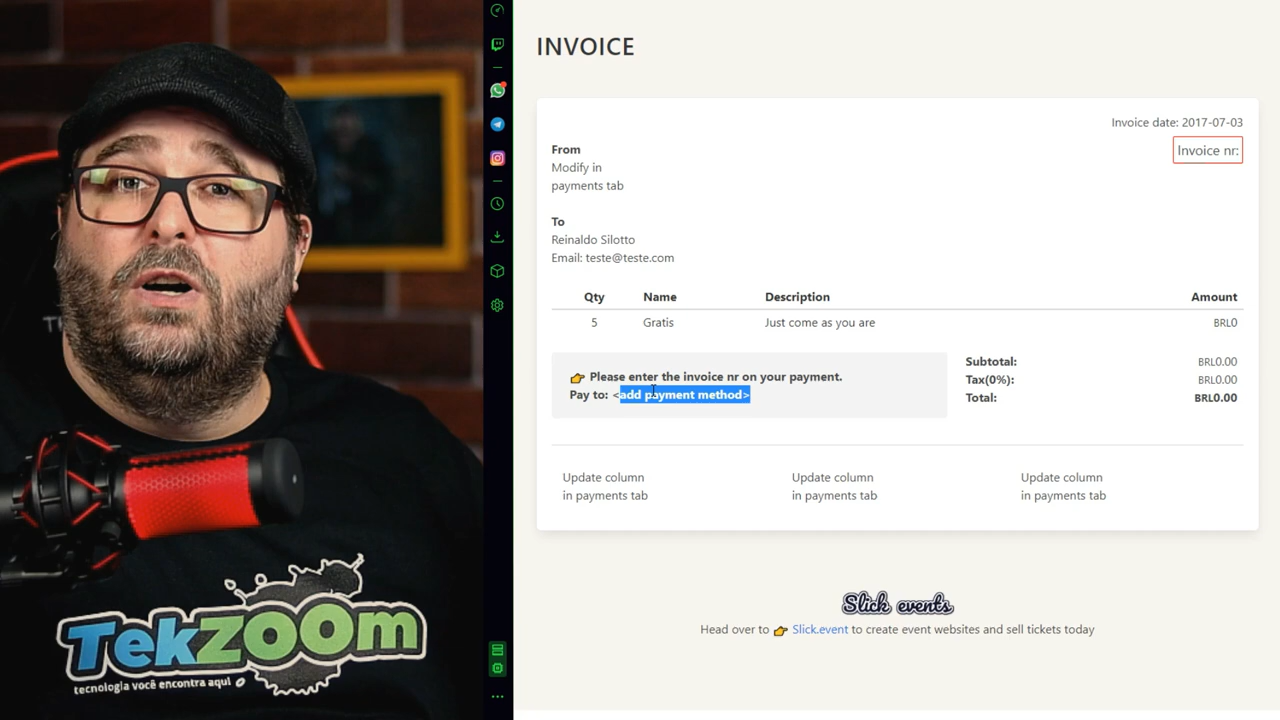 INVOICE
Invoice date: 2017-07-03
Invoice nr:
From
Modify in
payments tab
To
Reinaldo Silotto
Email: teste@teste.com
Qty Name Description Amount
5 Gratis Just come as you are BRL0
👉 Please enter the invoice nr on your payment.
Pay to: <add payment method>
Subtotal: BRL0.00
Tax(0%): BRL0.00
Total: BRL0.00
Update column
in payments tab
Update column
in payments tab
Update column
in payments tab
Slick events
Head over to 👉 Slick.event to create event websites and sell tickets today
TekZOOm
tecnologia você encontra aqui